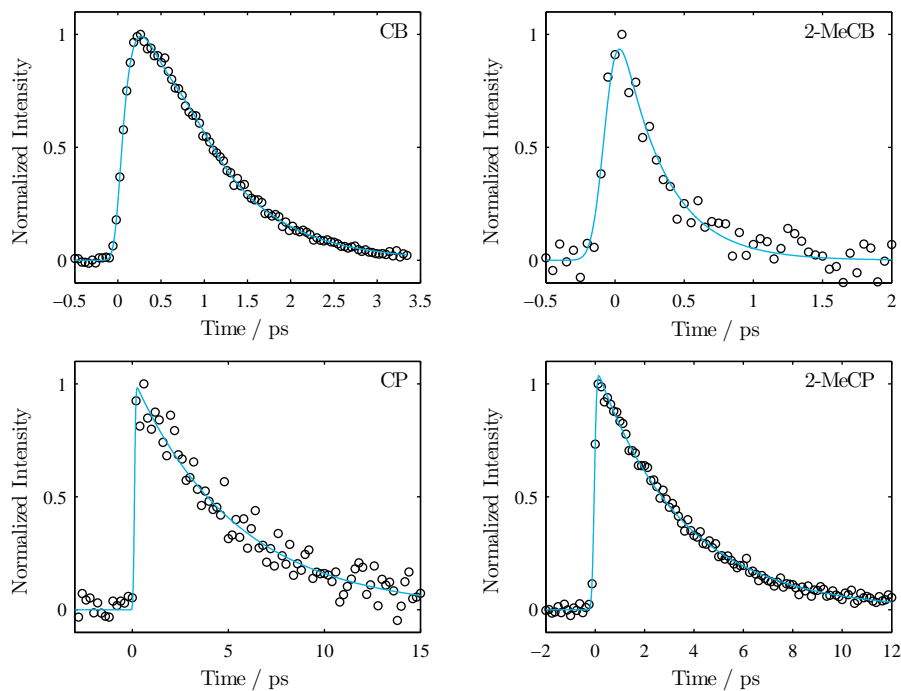 CB
1
0.5
0
Normalized Intensity
−0.5 0 0.5 1 1.5 2 2.5 3 3.5
Time / ps
2-MeCB
1
0.5
0
Normalized Intensity
−0.5 0 0.5 1 1.5 2
Time / ps
CP
1
0.5
0
Normalized Intensity
0 5 10 15
Time / ps
2-MeCP
1
0.5
0
Normalized Intensity
−2 0 2 4 6 8 10 12
Time / ps